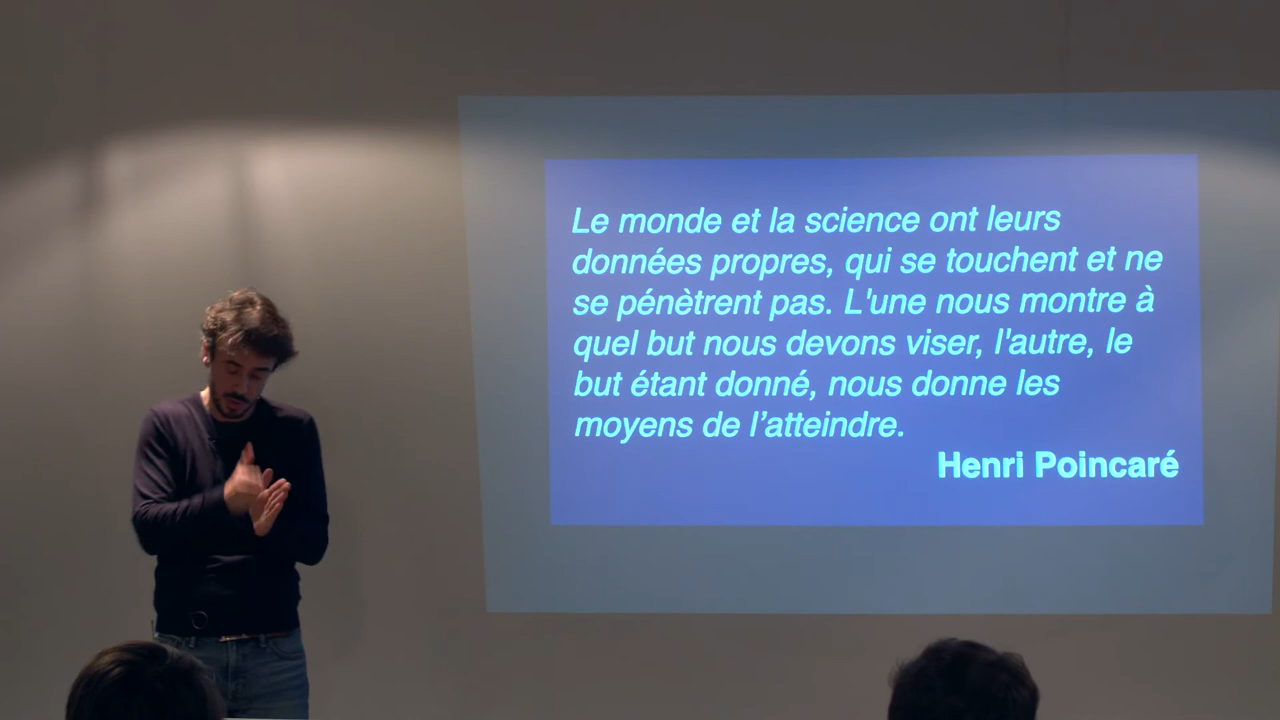 Le monde et la science ont leurs
données propres, qui se touchent et ne
se pénètrent pas. L'une nous montre à
quel but nous devons viser, l'autre, le
but étant donné, nous donne les
moyens de l’atteindre.
Henri Poincaré